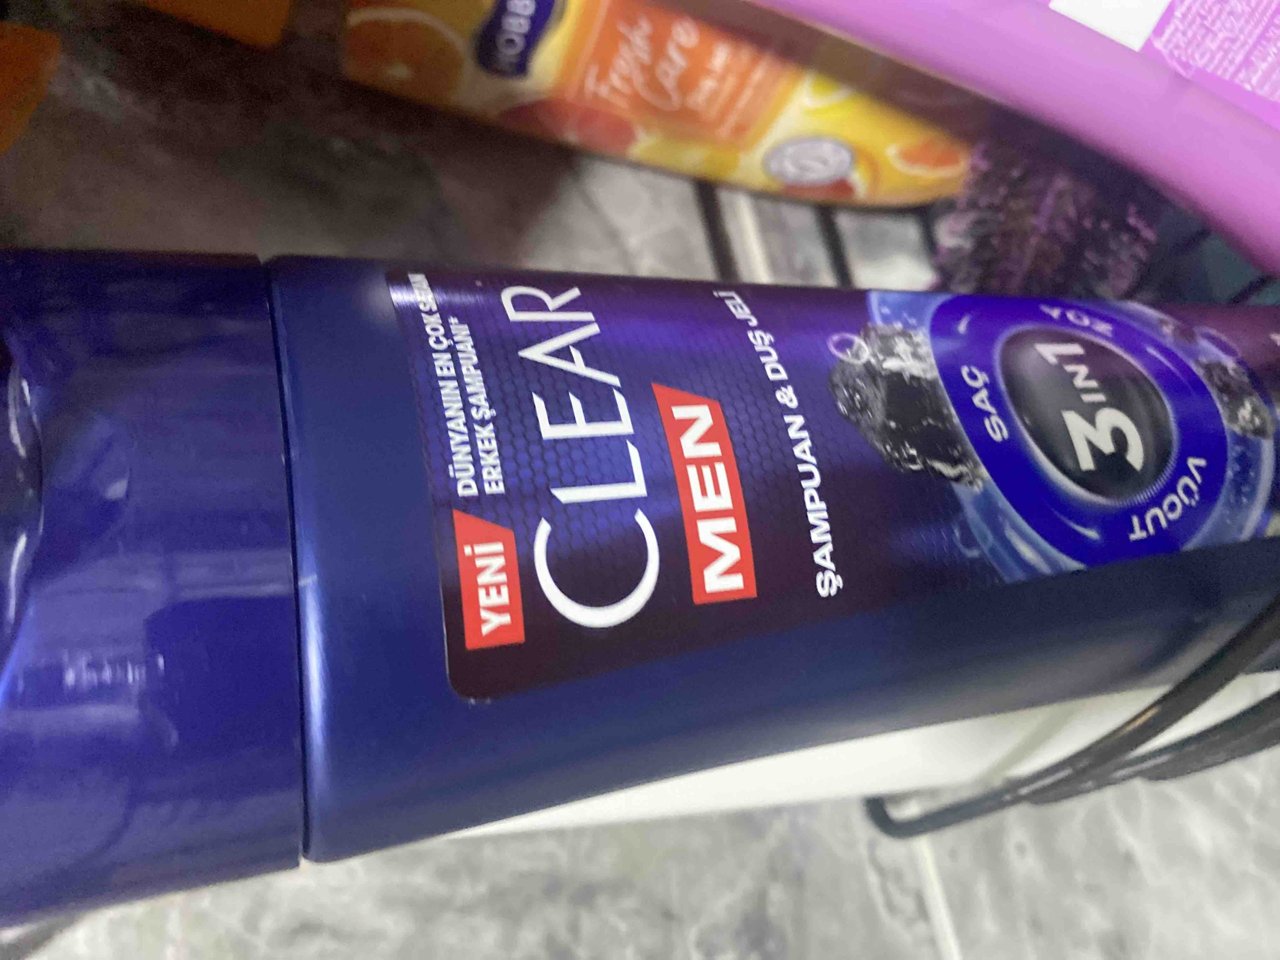 YENİ
DÜNYANIN EN ÇOK SATAN
ERKEK ŞAMPUANI*
CLEAR
MEN
ŞAMPUAN & DUŞ JELİ
SAÇ
YÜZ
VÜCUT
3 IN 1
Fresh
Care